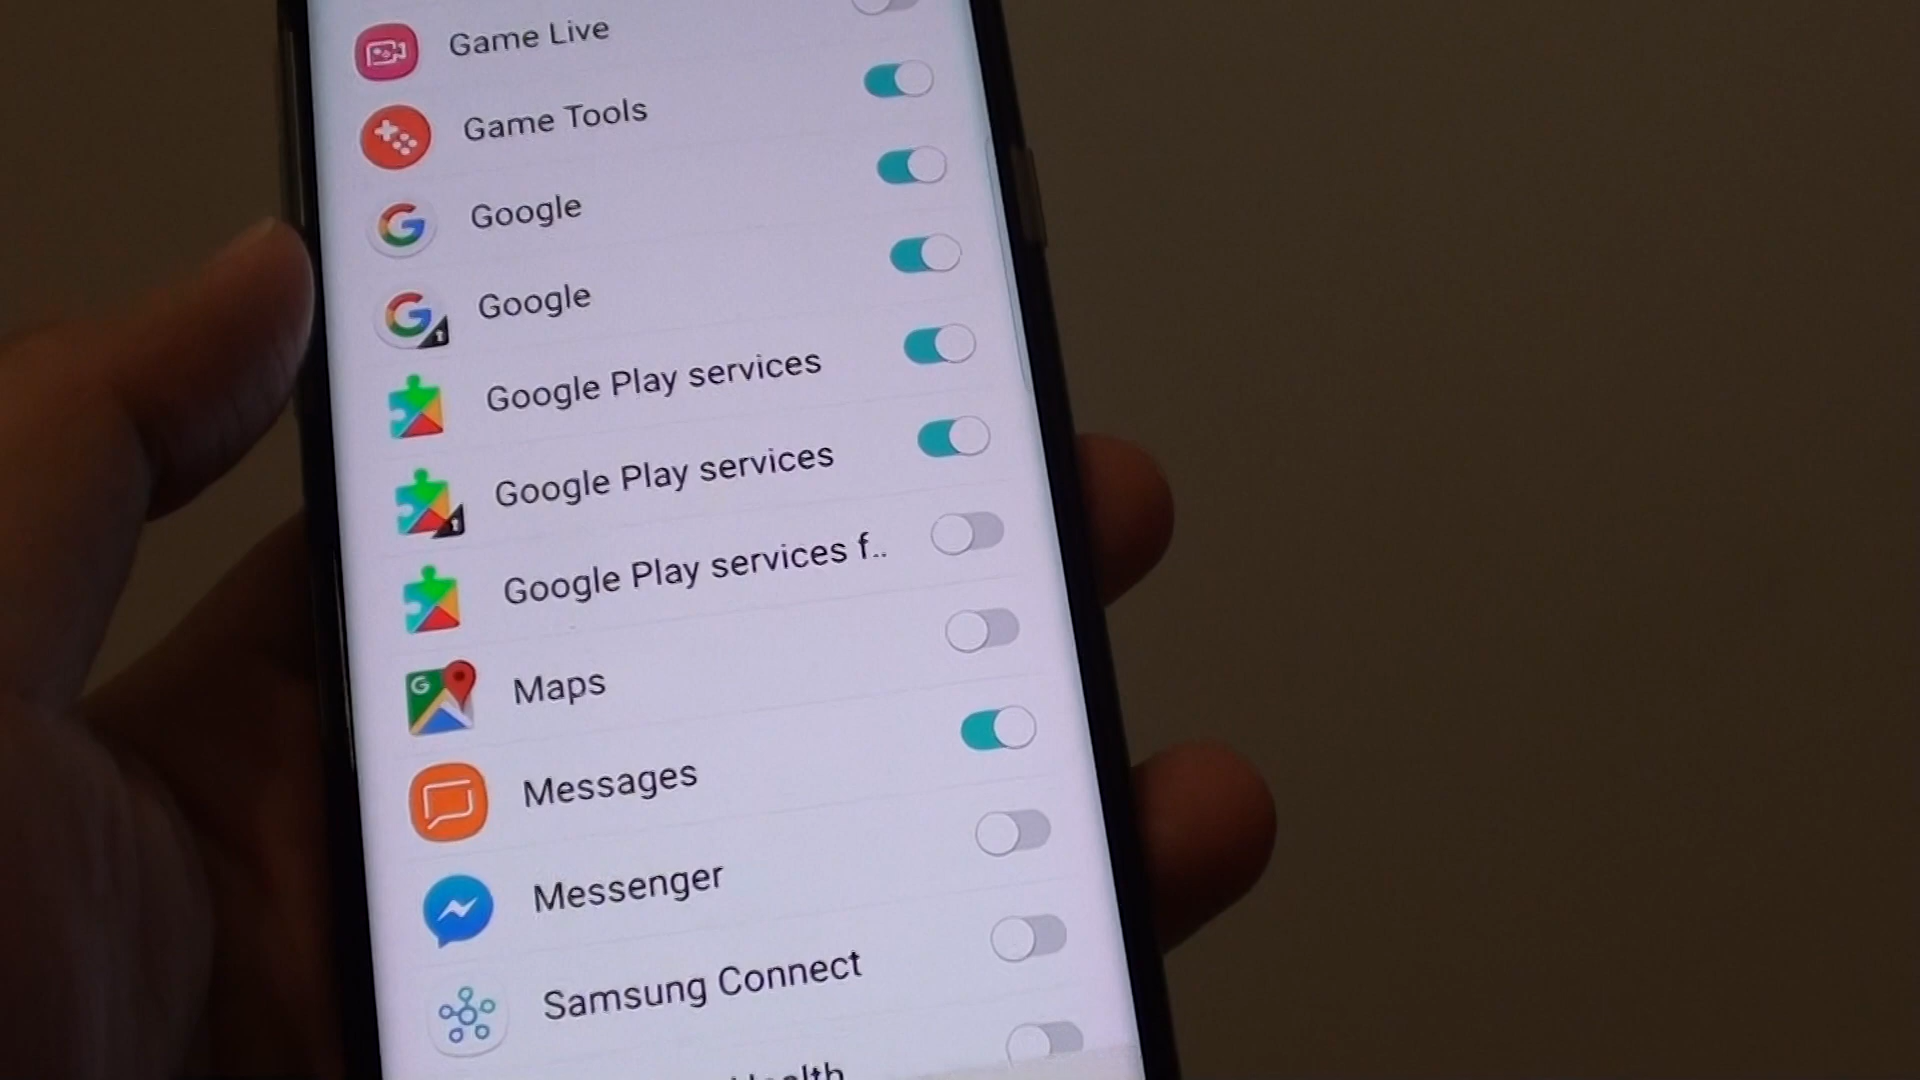 Game Live
Game Tools
Google
Google
Google Play services
Google Play services
Google Play services f..
Maps
Messages
Messenger
Samsung Connect